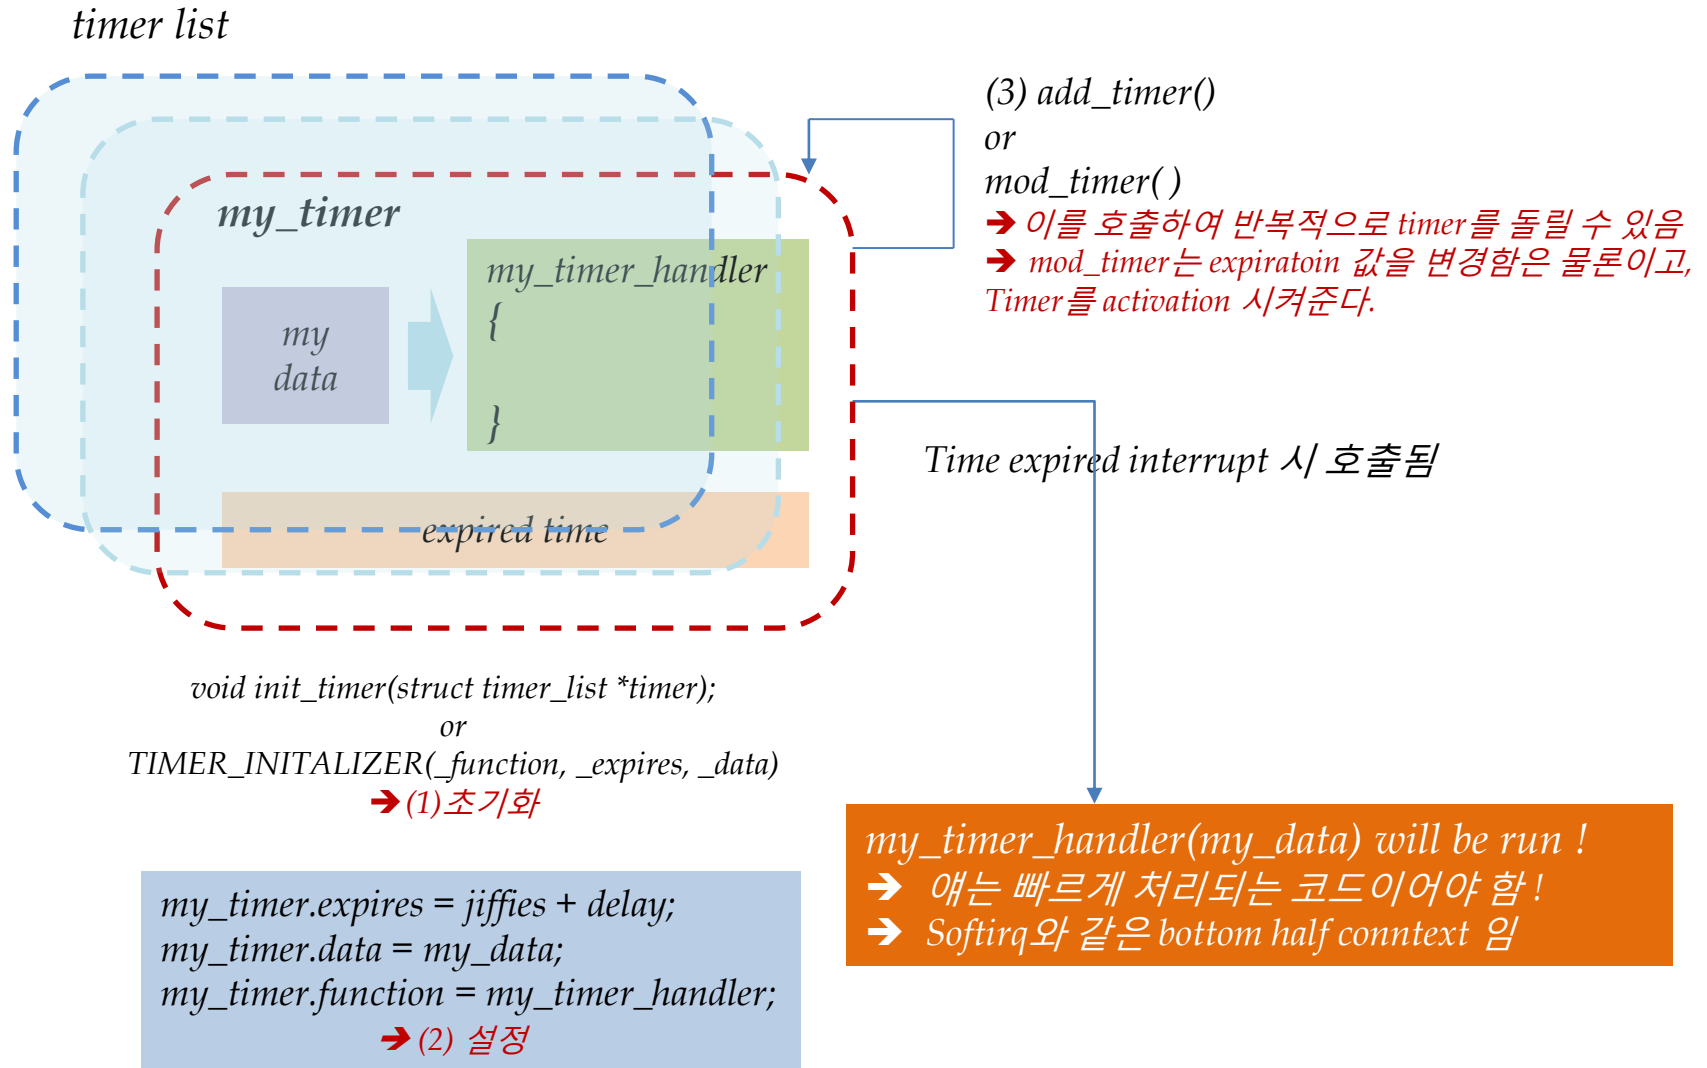 timer list
(3) add_timer()
or
mod_timer( )
➔ 이를 호출하여 반복적으로 timer를 돌릴 수 있음
➔ mod_timer는 expiratoin 값을 변경함은 물론이고,
Timer를 activation 시켜준다.
my_timer
my_timer_handler
{
}
my
data
expired time
Time expired interrupt 시 호출됨
void init_timer(struct timer_list *timer);
or
TIMER_INITALIZER(_function, _expires, _data)
➔ (1)초기화
my_timer.expires = jiffies + delay;
my_timer.data = my_data;
my_timer.function = my_timer_handler;
➔ (2) 설정
my_timer_handler(my_data) will be run !
➔ 얘는 빠르게 처리되는 코드이어야 함 !
➔ Softirq와 같은 bottom half conntext 임